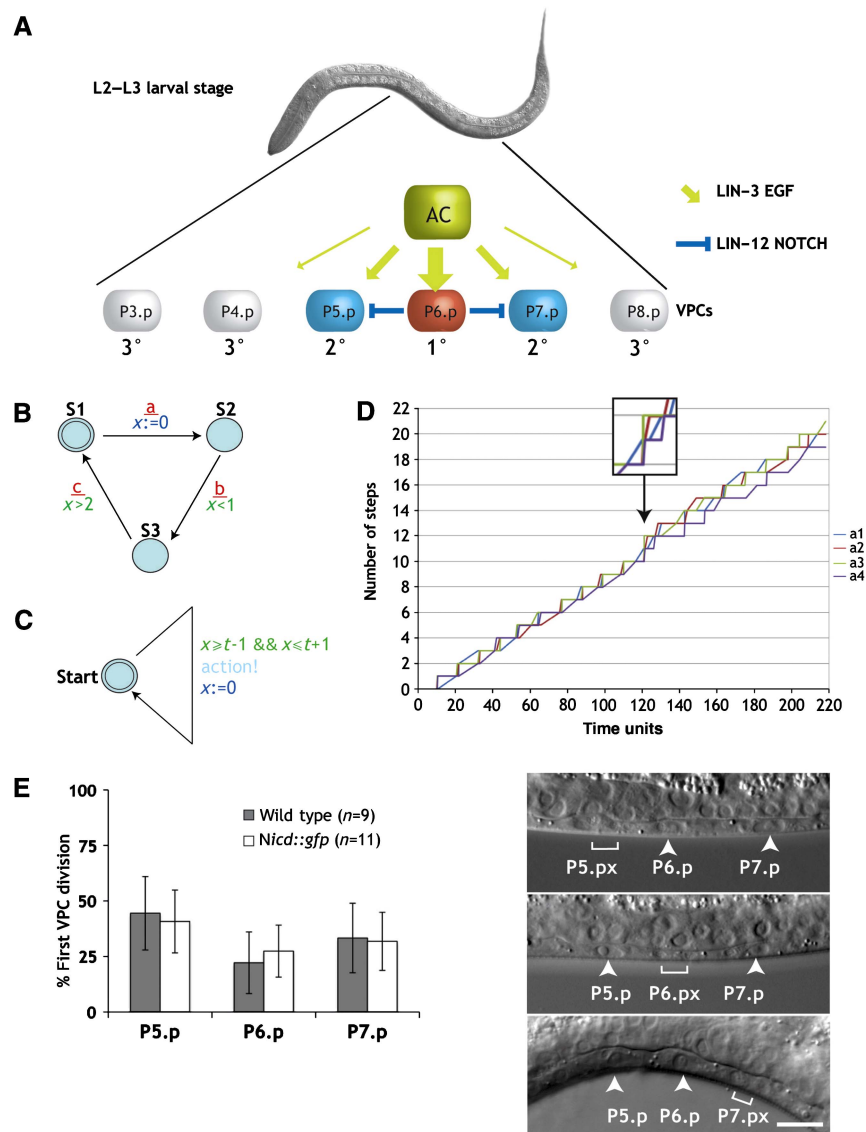 A
L2–L3 larval stage
AC
LIN–3 EGF
LIN–12 NOTCH
P3.p P4.p P5.p P6.p P7.p P8.p VPCs
3° 3° 2° 1° 2° 3°
B
S1 a S2
x:=0
c b
x>2 x<1
S3
C
Start
x⩾t-1 && x⩽t+1
action!
x:=0
D
Number of steps
22
20
18
16
14
12
10
8
6
4
2
0
0 20 40 60 80 100 120 140 160 180 200 220
Time units
a1
a2
a3
a4
E
% First VPC division
100
75
50
25
0
Wild type (n=9)
Nicd::gfp (n=11)
P5.p P6.p P7.p
P5.px P6.p P7.p
P5.p P6.px P7.p
P5.p P6.p P7.px